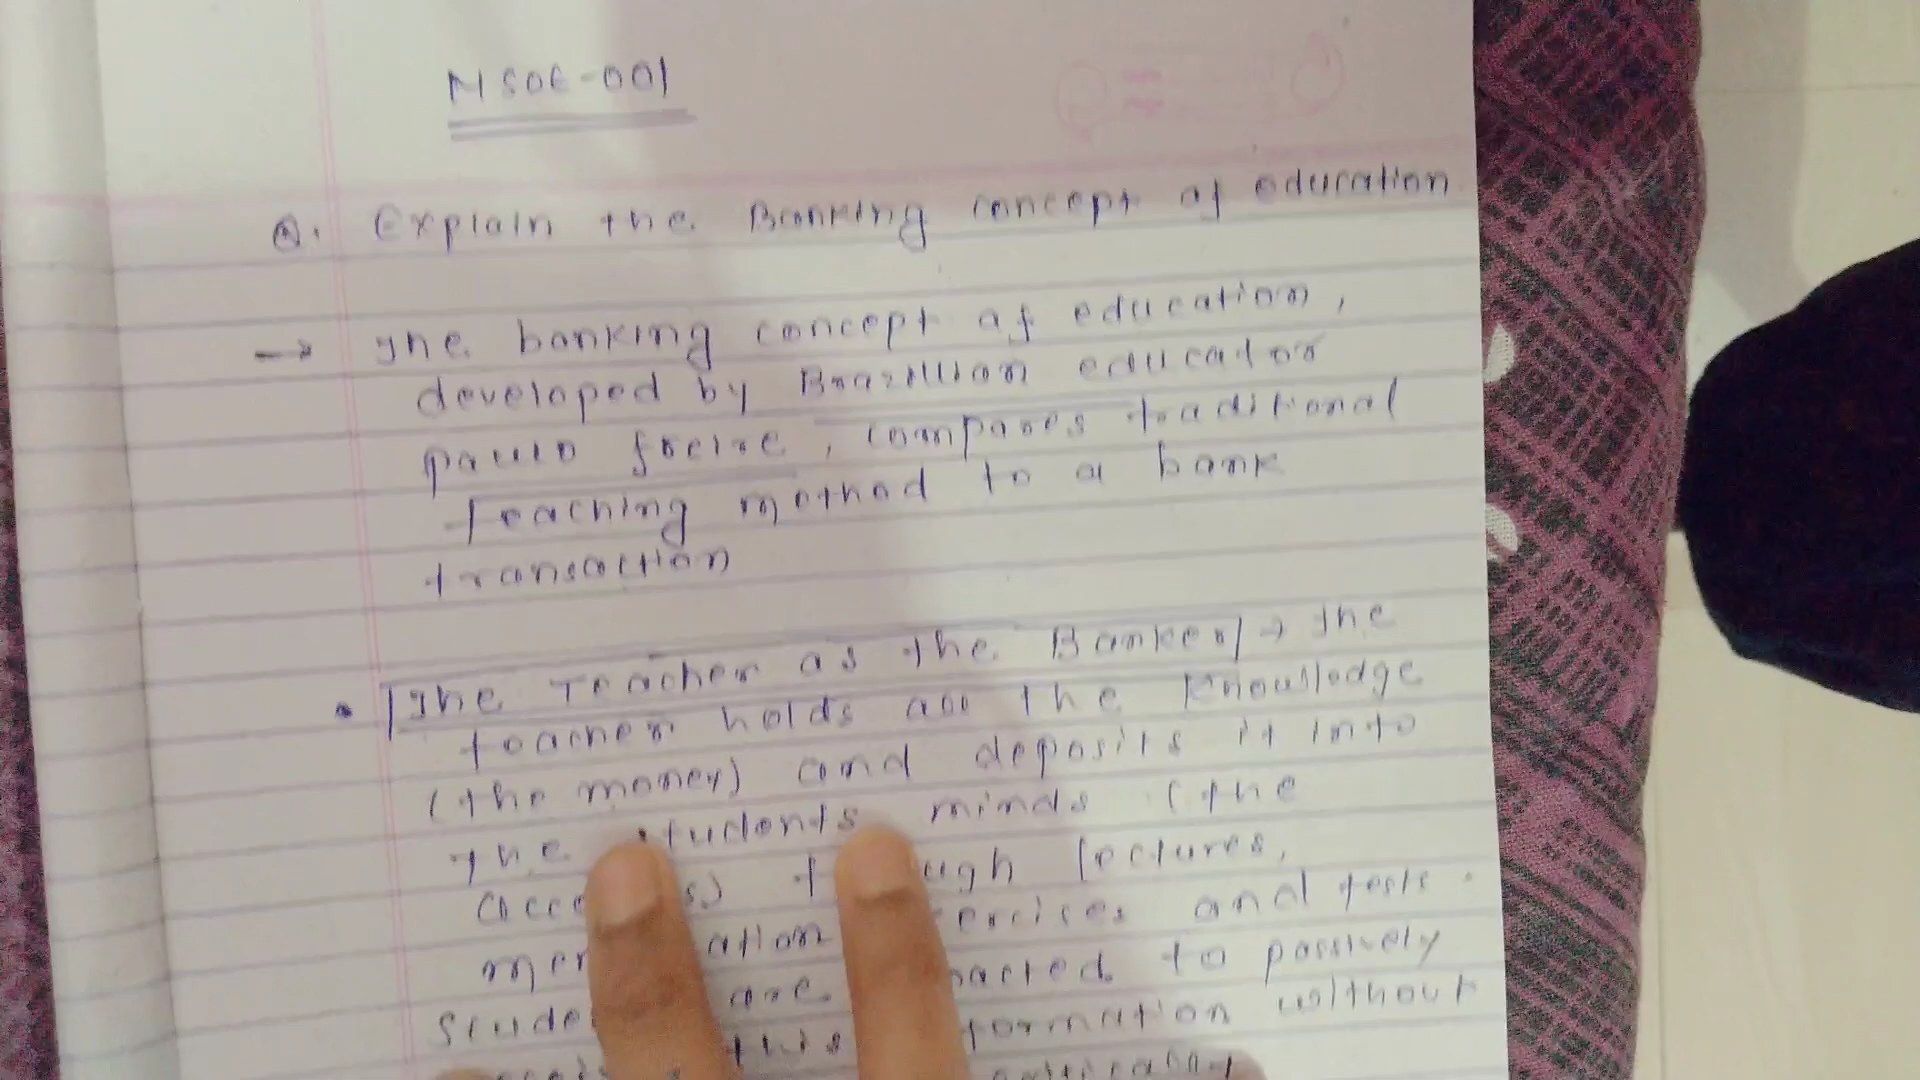 MSOE-001
Q. Explain the Banking concept of education
→ The banking concept of education,
developed by Brazilian educator
paulo freire, compares traditional
teaching method to a bank
transaction
• The Teacher as the Banker → The
teacher holds all the knowledge
(the money) and deposits it into
the students minds (the
through lectures,
and tests.
are to passively
this without